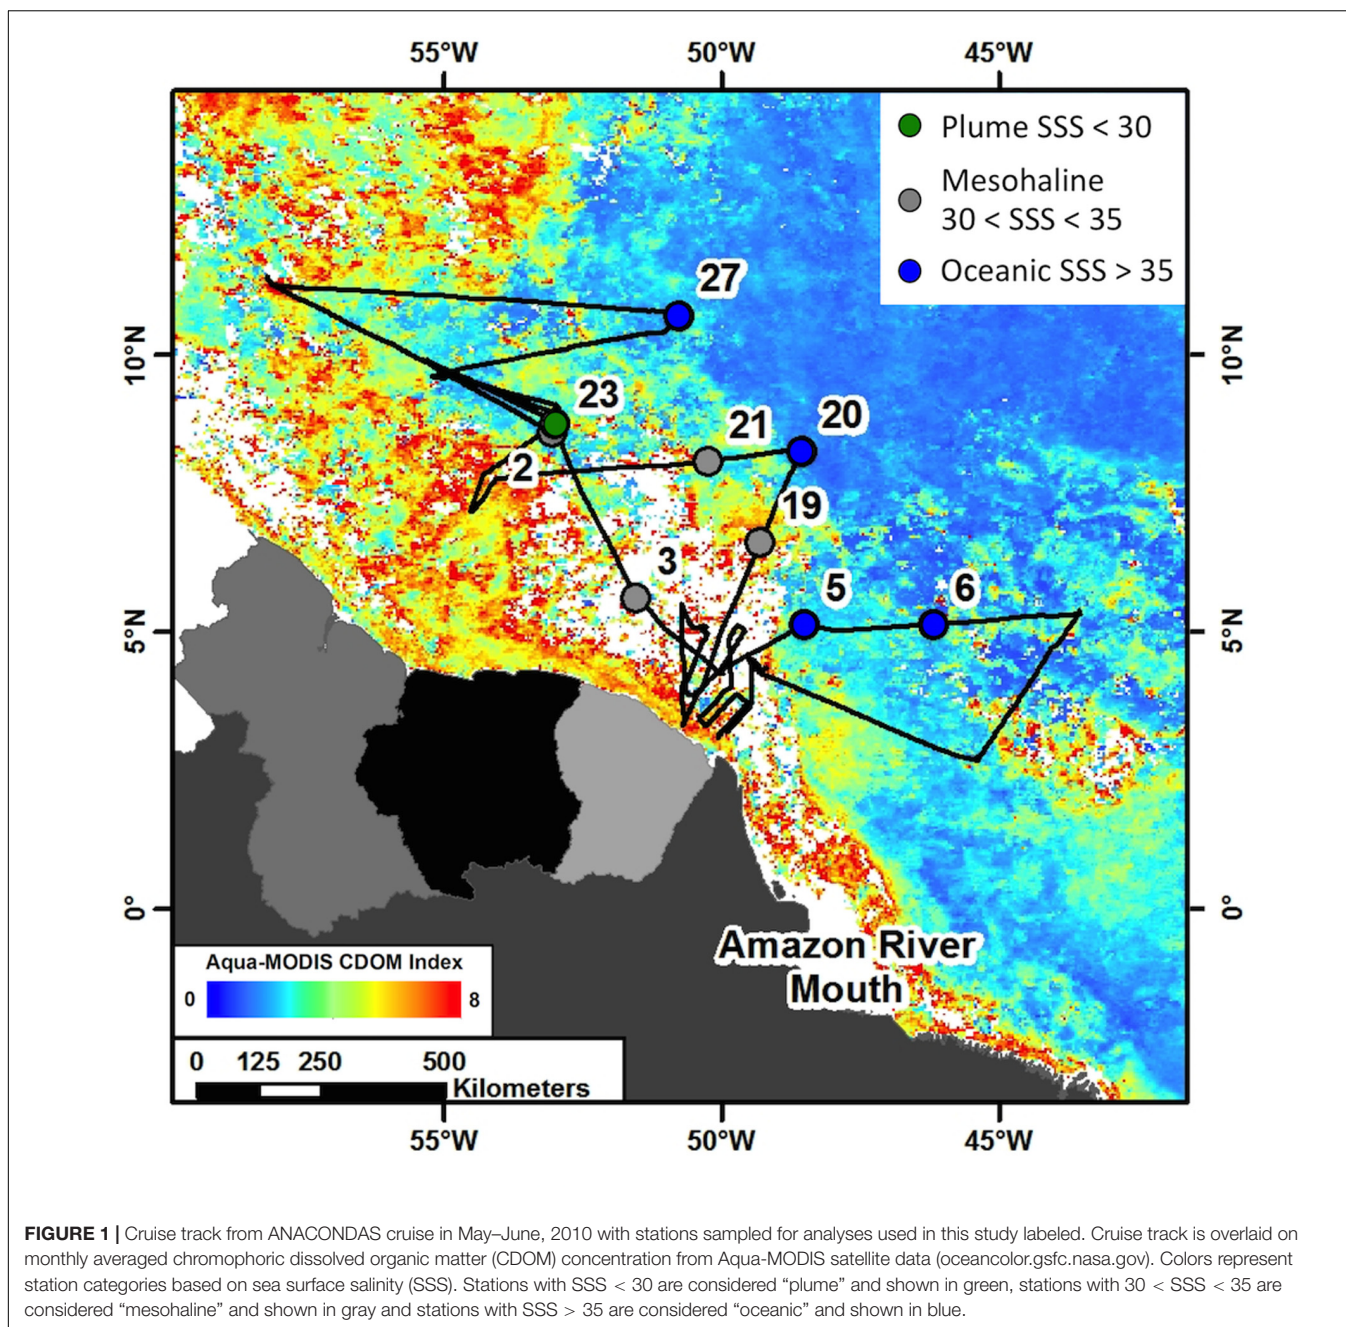 55°W 50°W 45°W
Plume SSS < 30
Mesohaline
30 < SSS < 35
Oceanic SSS > 35
27
10°N 10°N
23
20
21
2
19
3
5
6
5°N 5°N
0° 0°
Amazon River
Mouth
Aqua-MODIS CDOM Index
0 8
0 125 250 500
Kilometers
55°W 50°W 45°W
FIGURE 1 | Cruise track from ANACONDAS cruise in May–June, 2010 with stations sampled for analyses used in this study labeled. Cruise track is overlaid on
monthly averaged chromophoric dissolved organic matter (CDOM) concentration from Aqua-MODIS satellite data (oceancolor.gsfc.nasa.gov). Colors represent
station categories based on sea surface salinity (SSS). Stations with SSS < 30 are considered “plume” and shown in green, stations with 30 < SSS < 35 are
considered “mesohaline” and shown in gray and stations with SSS > 35 are considered “oceanic” and shown in blue.